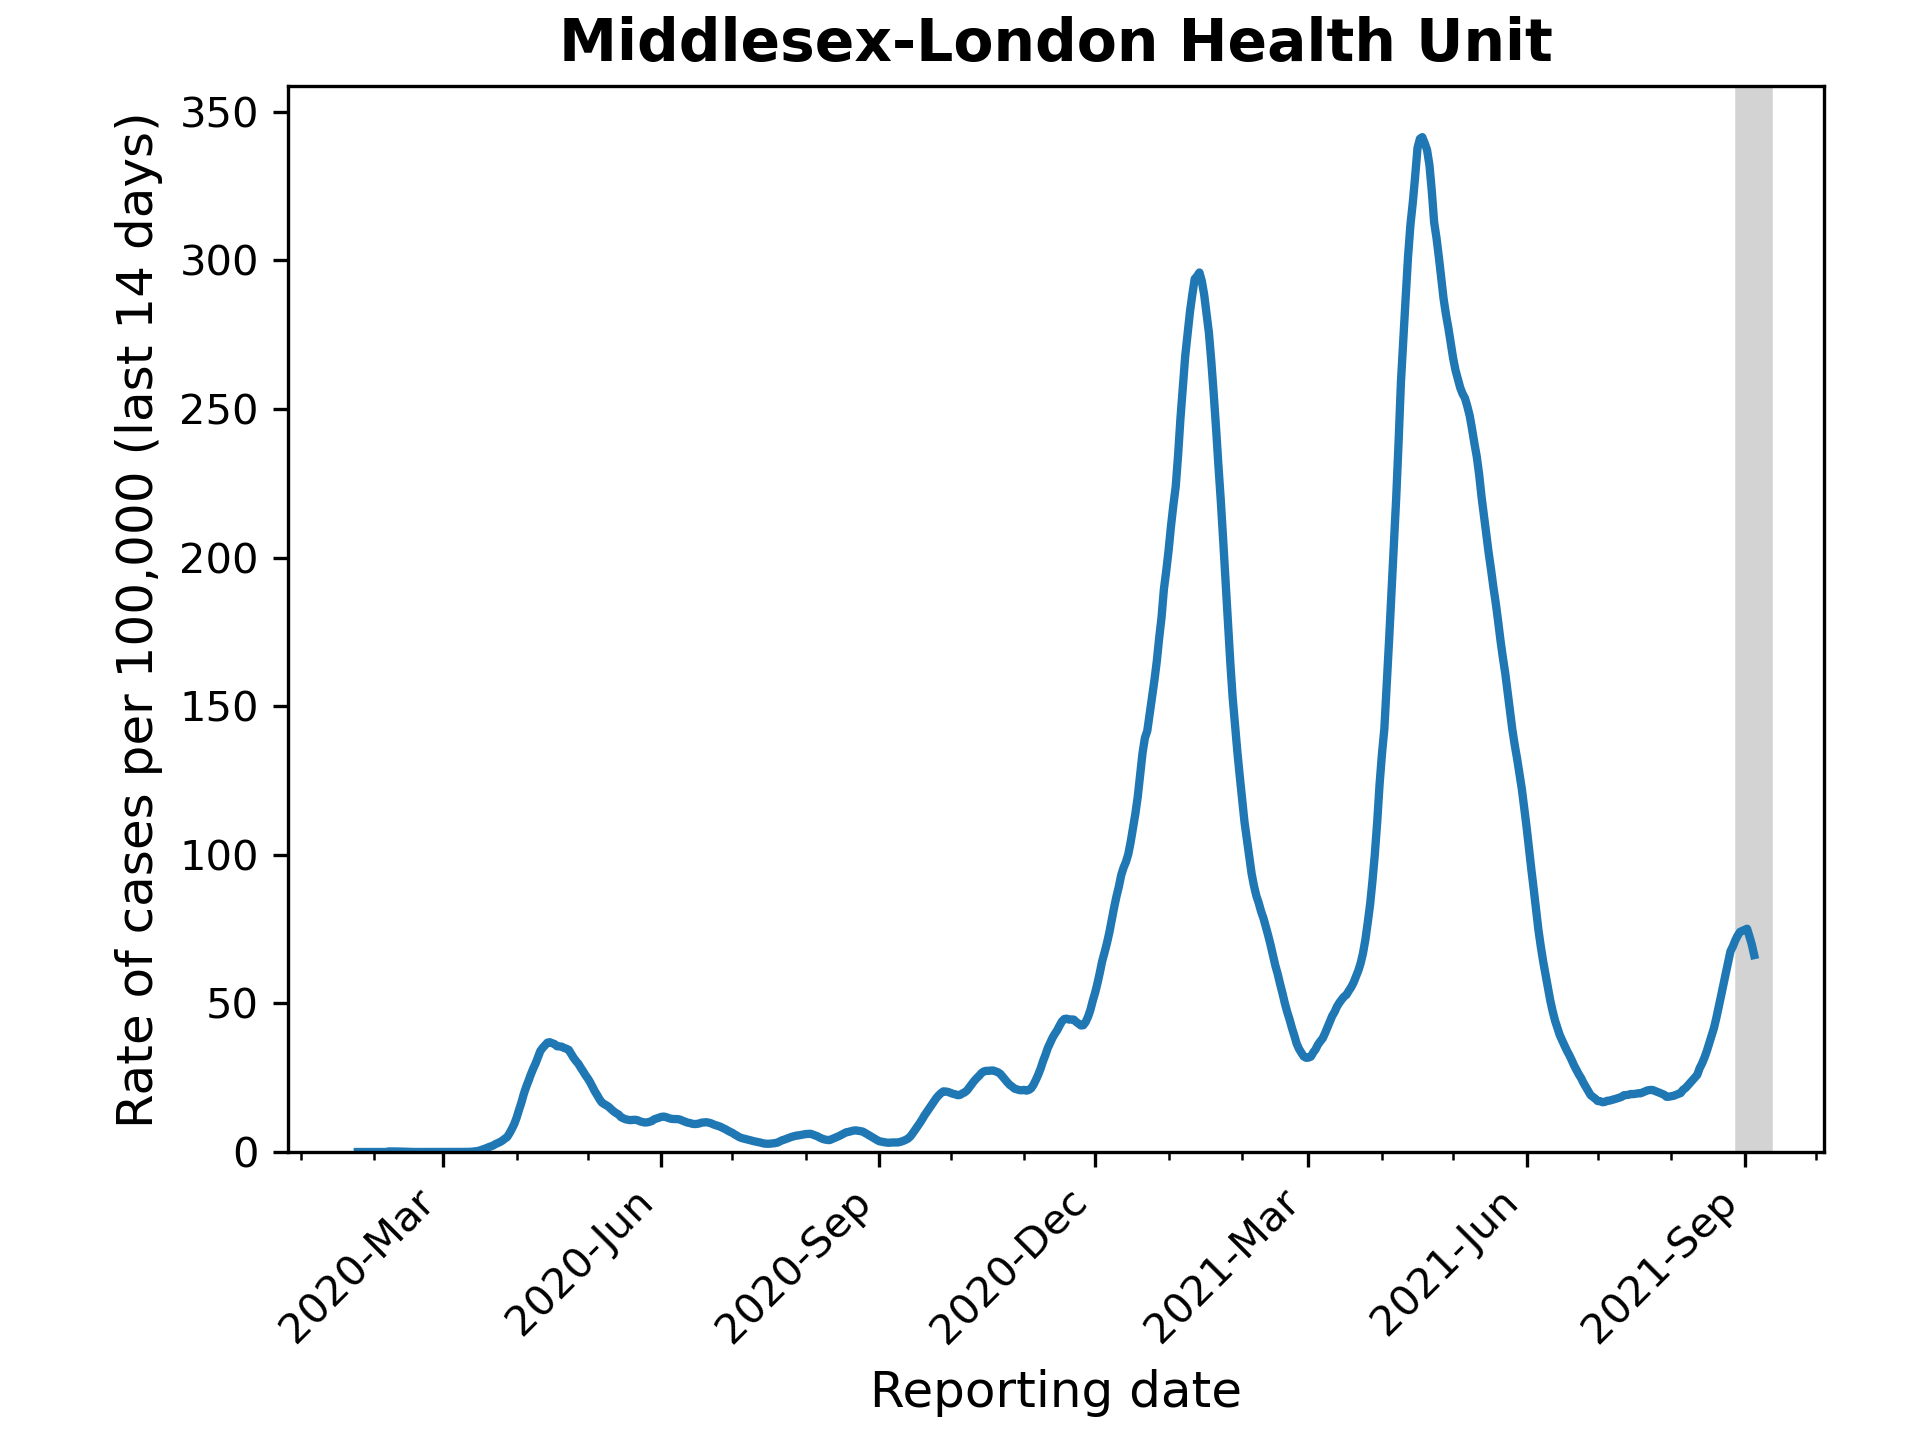 Middlesex-London Health Unit
Rate of cases per 100,000 (last 14 days)
350
300
250
200
150
100
50
0
2020-Mar
2020-Jun
2020-Sep
2020-Dec
2021-Mar
2021-Jun
2021-Sep
Reporting date